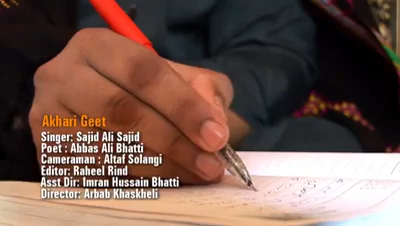 Akhari Geet
Singer: Sajid Ali Sajid
Poet : Abbas Ali Bhatti
Cameraman : Altaf Solangi
Editor: Raheel Rind
Asst Dir: Imran Hussain Bhatti
Director: Arbab Khaskheli